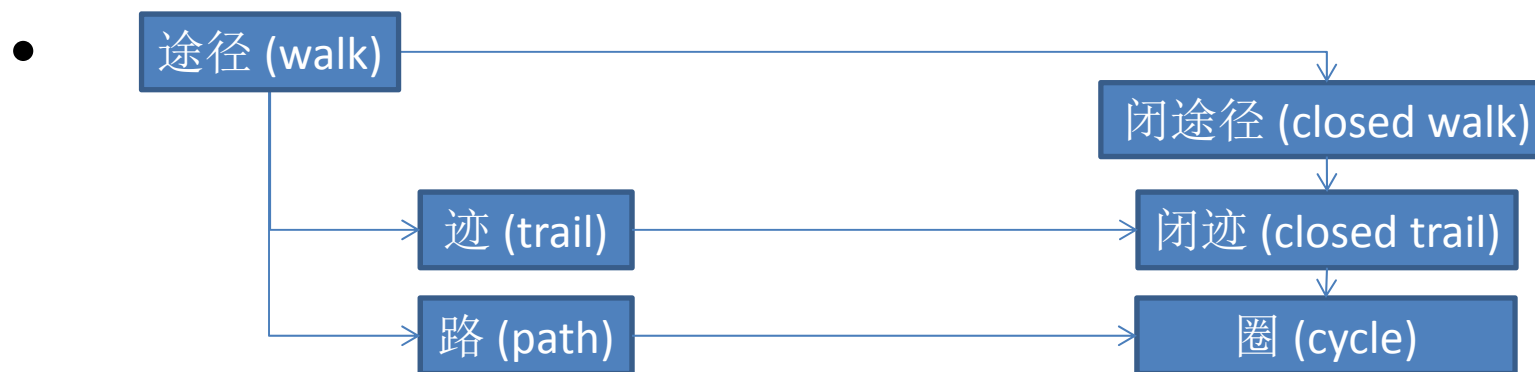 途径 (walk)
闭途径 (closed walk)
迹 (trail)
闭迹 (closed trail)
路 (path)
圈 (cycle)